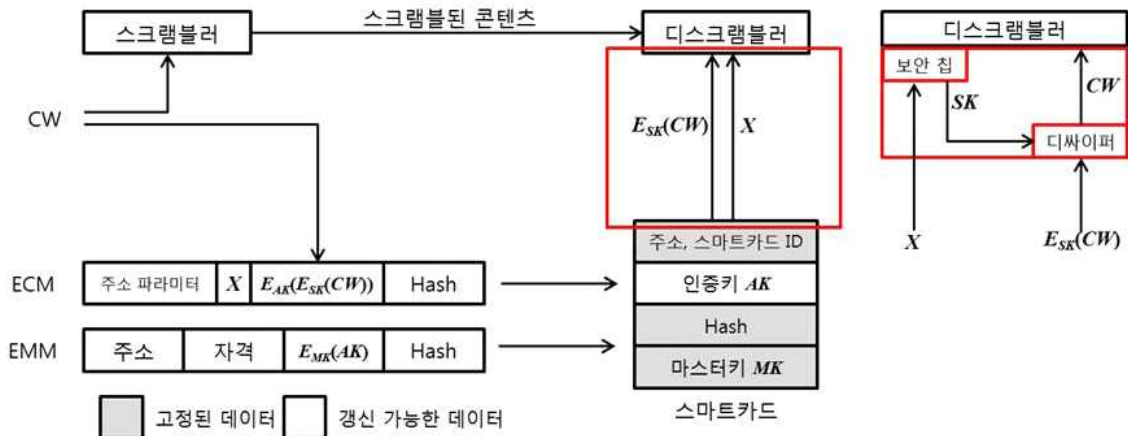 스크램블러
스크램블된 콘텐츠
디스크램블러
디스크램블러
보안 칩
SK
CW
디싸이퍼
CW
E_SK(CW)
X
X
E_SK(CW)
주소, 스마트카드 ID
ECM
주소 파라미터
X
E_AK(E_SK(CW))
Hash
인증키 AK
Hash
EMM
주소
자격
E_MK(AK)
Hash
마스터키 MK
스마트카드
고정된 데이터
갱신 가능한 데이터